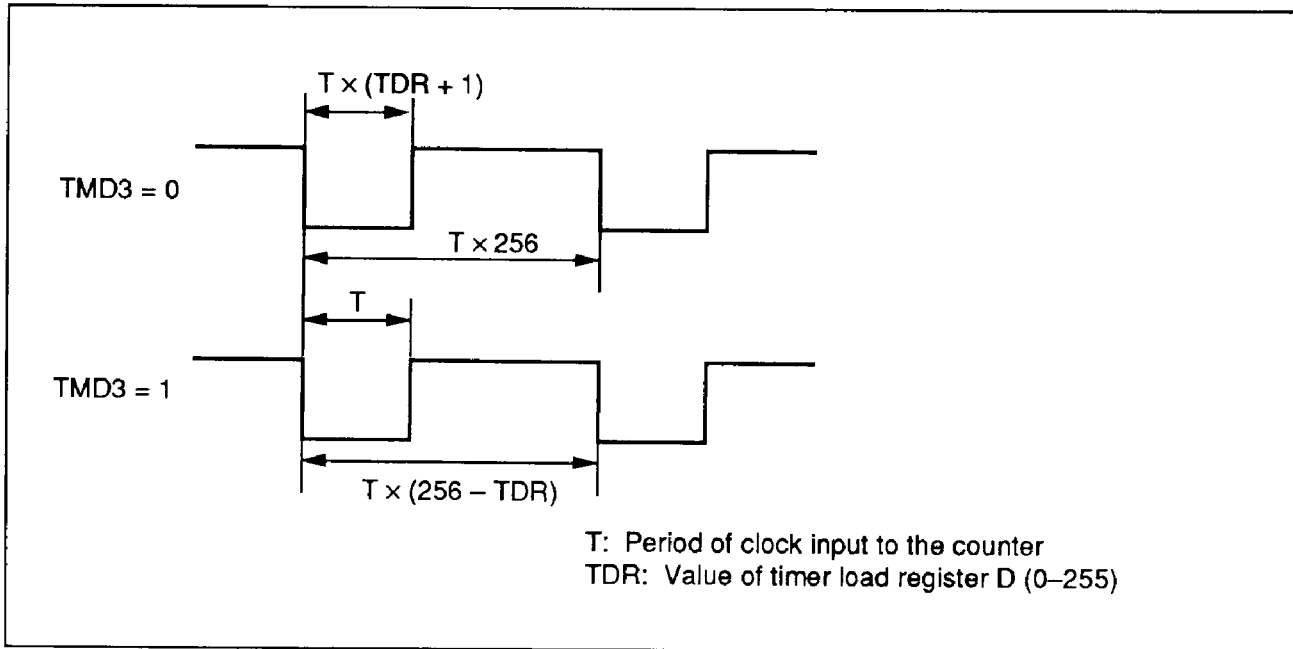 T × (TDR + 1)
TMD3 = 0
T × 256
T
TMD3 = 1
T × (256 – TDR)
T: Period of clock input to the counter
TDR: Value of timer load register D (0–255)